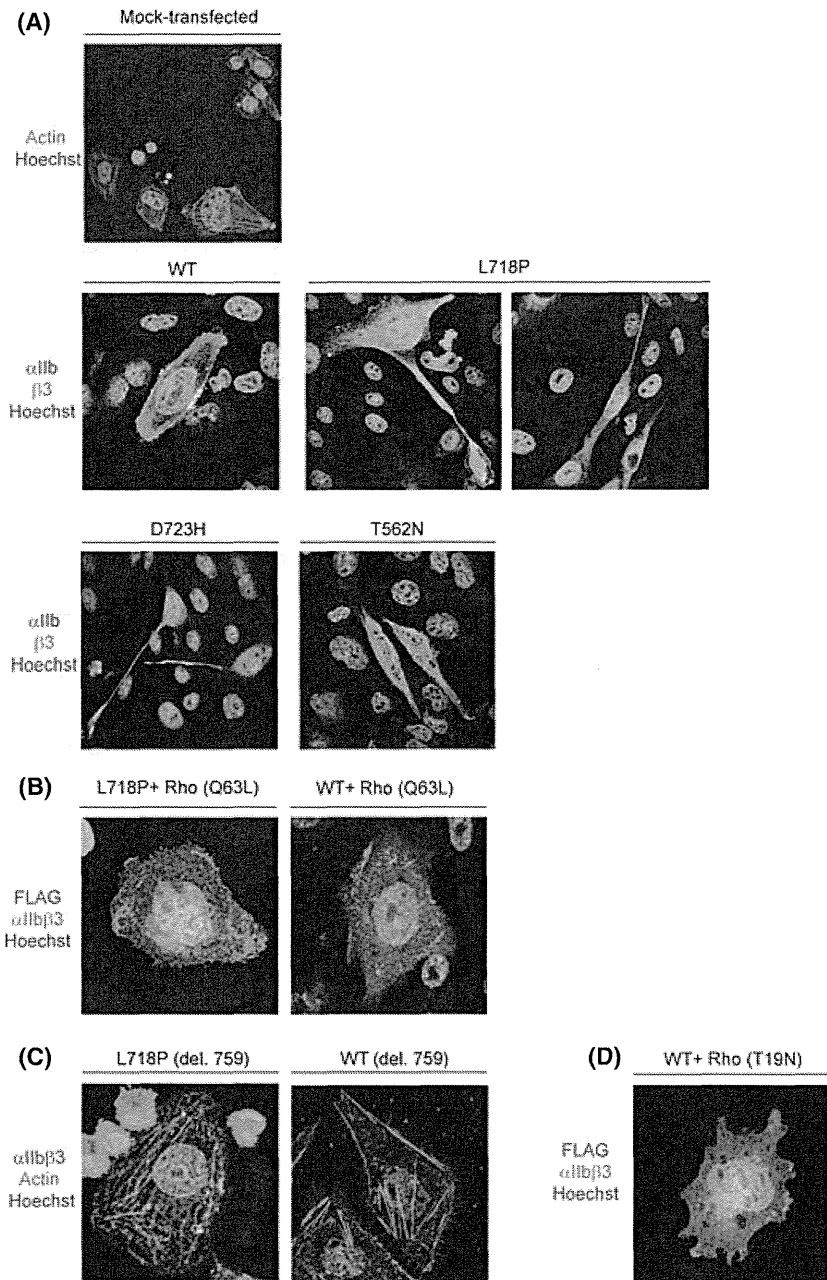 (A)
Mock-transfected
Actin
Hoechst
WT
L718P
αIIb
β3
Hoechst
D723H
T562N
αIIb
β3
Hoechst
(B)
L718P+ Rho (Q63L)
WT+ Rho (Q63L)
FLAG
αIIbβ3
Hoechst
(C)
L718P (del. 759)
WT (del. 759)
αIIbβ3
Actin
Hoechst
(D)
WT+ Rho (T19N)
FLAG
αIIbβ3
Hoechst